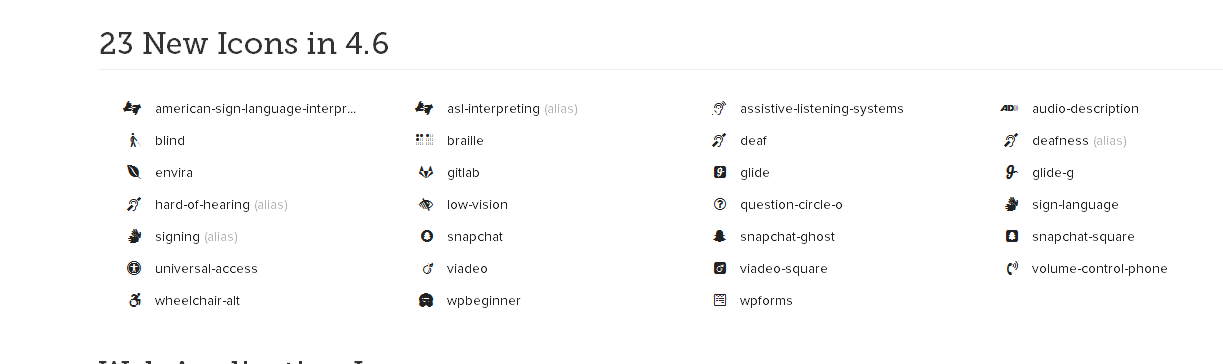 23 New Icons in 4.6
american-sign-language-interpr... asl-interpreting (alias) assistive-listening-systems audio-description
blind braille deaf deafness (alias)
envira gitlab glide glide-g
hard-of-hearing (alias) low-vision question-circle-o sign-language
signing (alias) snapchat snapchat-ghost snapchat-square
universal-access viadeo viadeo-square volume-control-phone
wheelchair-alt wpbeginner wpforms